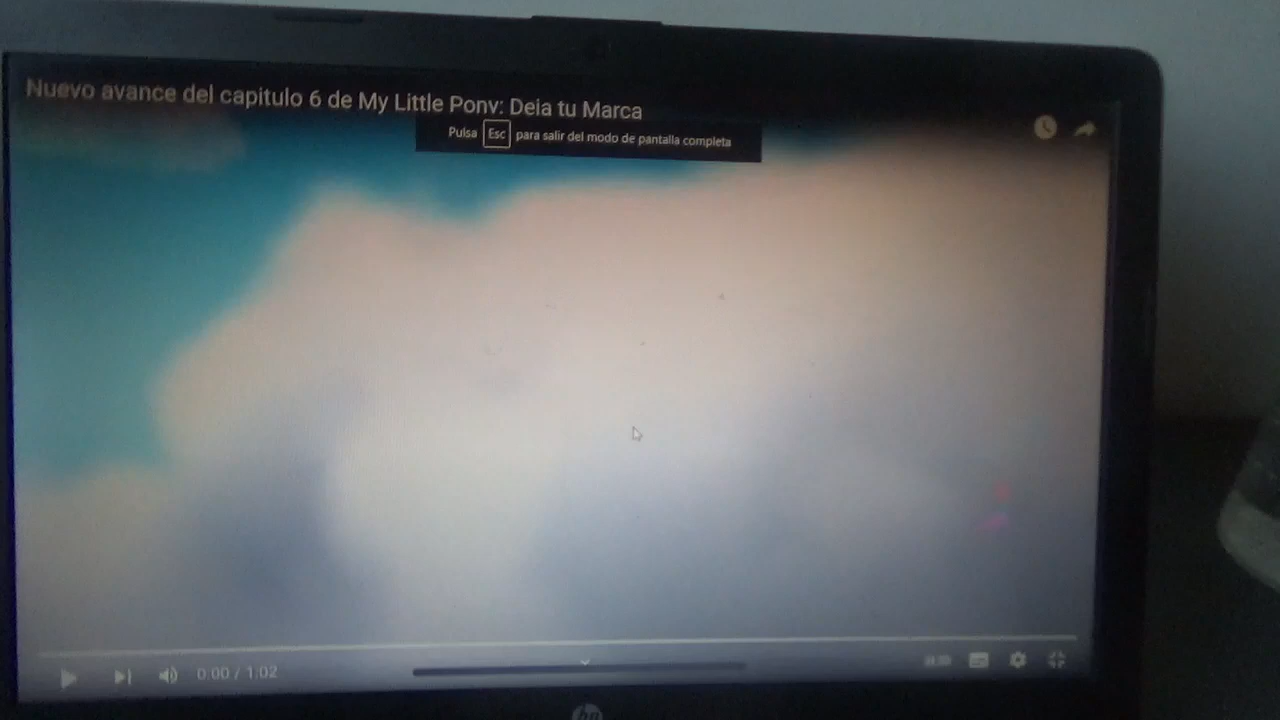 Nuevo avance del capitulo 6 de My Little Pony: Deja tu Marca
Pulsa Esc para salir del modo de pantalla completa
0:00 / 1:02
hp